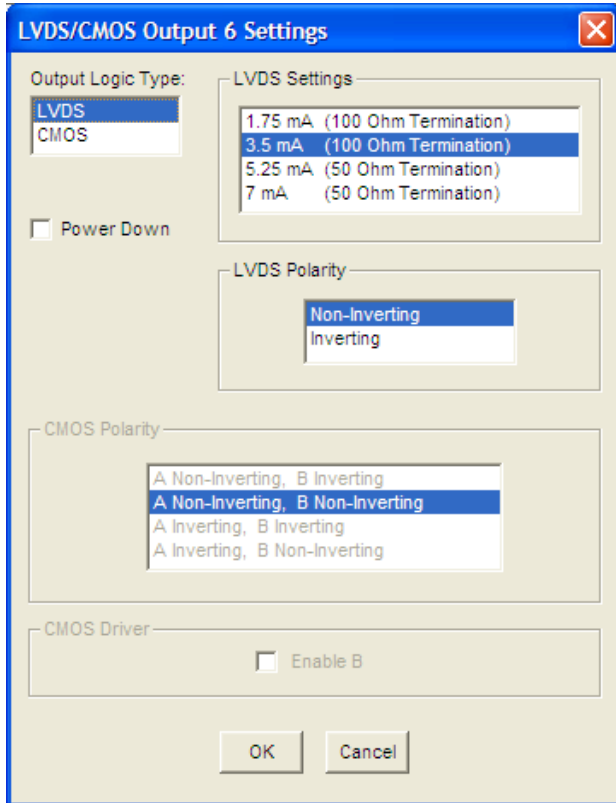 LVDS/CMOS Output 6 Settings
Output Logic Type:
LVDS
CMOS
Power Down
LVDS Settings
1.75 mA (100 Ohm Termination)
3.5 mA (100 Ohm Termination)
5.25 mA (50 Ohm Termination)
7 mA (50 Ohm Termination)
LVDS Polarity
Non-Inverting
Inverting
CMOS Polarity
A Non-Inverting, B Inverting
A Non-Inverting, B Non-Inverting
A Inverting, B Inverting
A Inverting, B Non-Inverting
CMOS Driver
Enable B
OK
Cancel